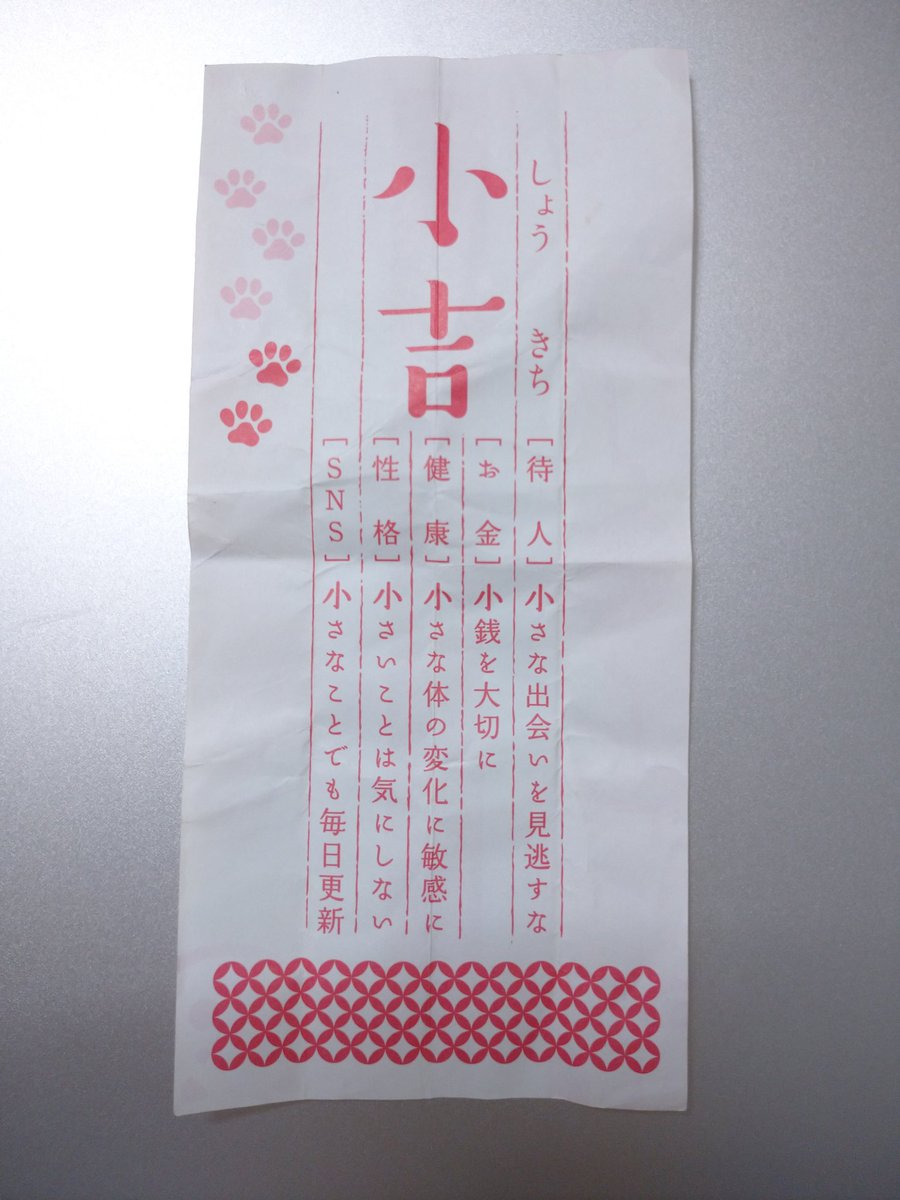 しょう きち
小吉
［待人］小さな出会いを見逃すな
［お金］小銭を大切に
［健康］小さな体の変化に敏感に
［性格］小さいことは気にしない
［SNS］小さなことでも毎日更新